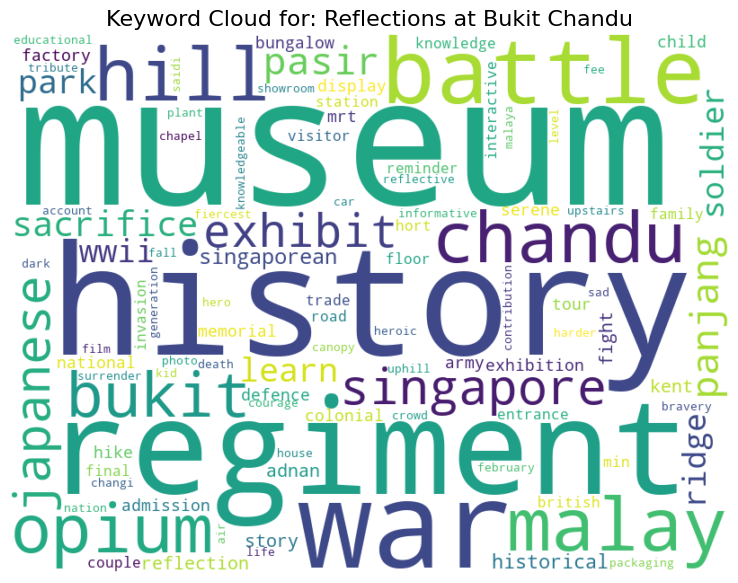 Keyword Cloud for: Reflections at Bukit Chandu
educational
factory
tribute
park
saidi
hill
bungalow
showroom
pasir
display
station
mrt
knowledge
battle
fee
child
plant
chapel
museum
knowledgeable
visitor
interactive
malaya
level
reminder
reflective
soldier
account
sacrifice
fiercest
exhibit
car
informative
hort
serene
upstairs
family
wwii
fall
singaporean
floor
chandu
dark
history
invasion
generation
hero
memorial
trade
road
heroic
contribution
tour
sad
fight
panjang
japanese
film
national
photo
kid
death
canopy
uphill
army
exhibition
harder
surrender
learn
singapore
kent
bukit
defence
courage
colonial
crowd
entrance
bravery
ridge
hike
final
changi
regiment
adnan
house
february
min
opium
nation
admission
air
story
life
war
british
malay
couple
reflection
historical
packaging